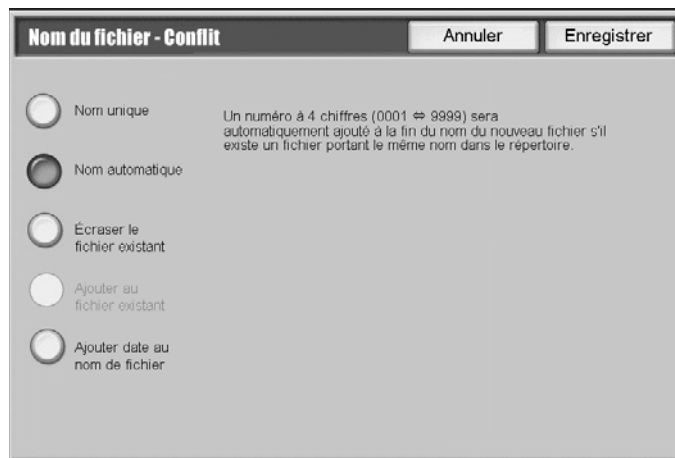 Nom du fichier - Conflit
Annuler
Enregistrer
Nom unique
Un numéro à 4 chiffres (0001 ⇔ 9999) sera
automatiquement ajouté à la fin du nom du nouveau fichier s'il
existe un fichier portant le même nom dans le répertoire.
Nom automatique
Écraser le
fichier existant
Ajouter au
fichier existant
Ajouter date au
nom de fichier